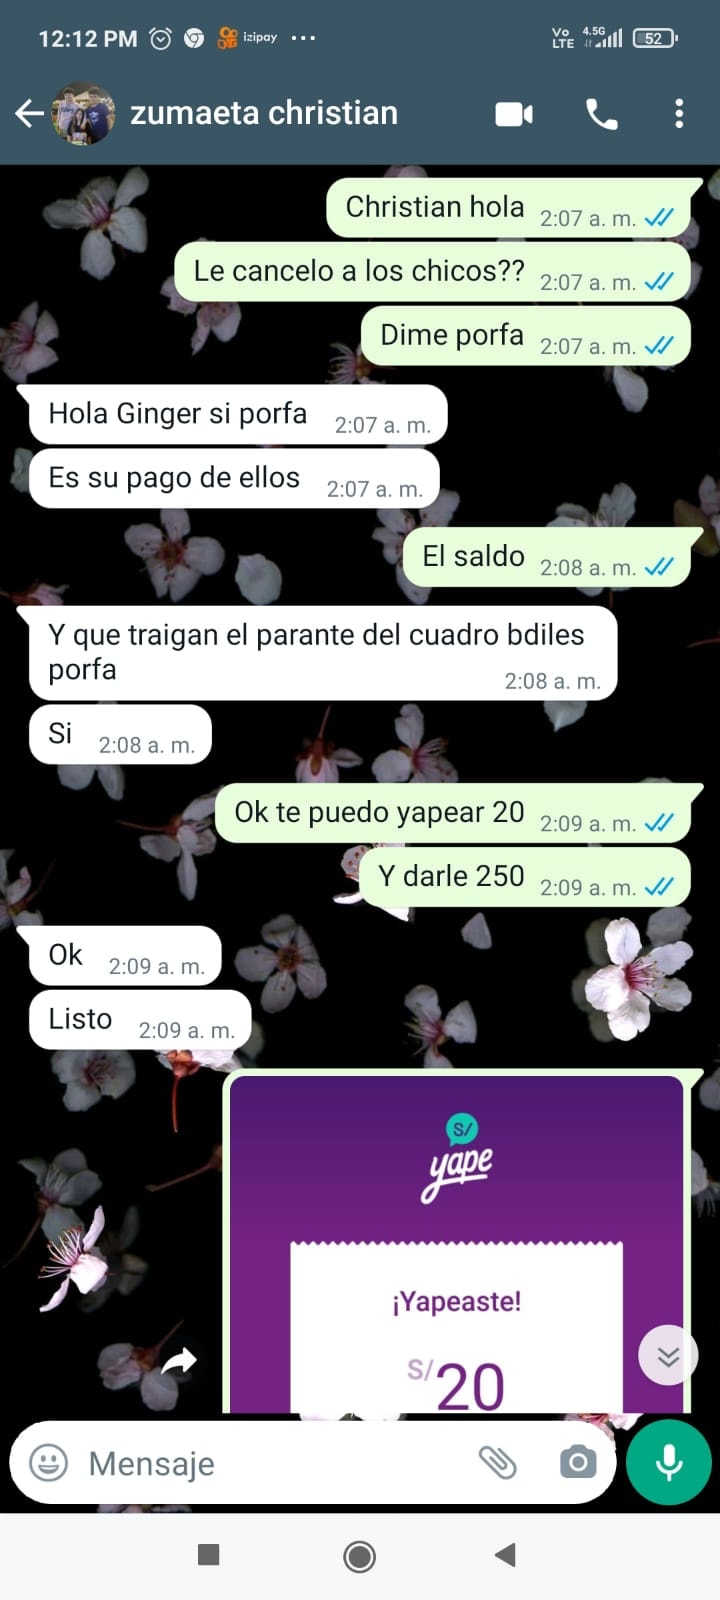 12:12 PM izipay ... Vo LTE 4.5G 52
zumaeta christian
Christian hola 2:07 a. m.
Le cancelo a los chicos?? 2:07 a. m.
Dime porfa 2:07 a. m.
Hola Ginger si porfa 2:07 a. m.
Es su pago de ellos 2:07 a. m.
El saldo 2:08 a. m.
Y que traigan el parante del cuadro bdiles
porfa 2:08 a. m.
Si 2:08 a. m.
Ok te puedo yapear 20 2:09 a. m.
Y darle 250 2:09 a. m.
Ok 2:09 a. m.
Listo 2:09 a. m.
S/
yape
¡Yapeaste!
S/20
Mensaje